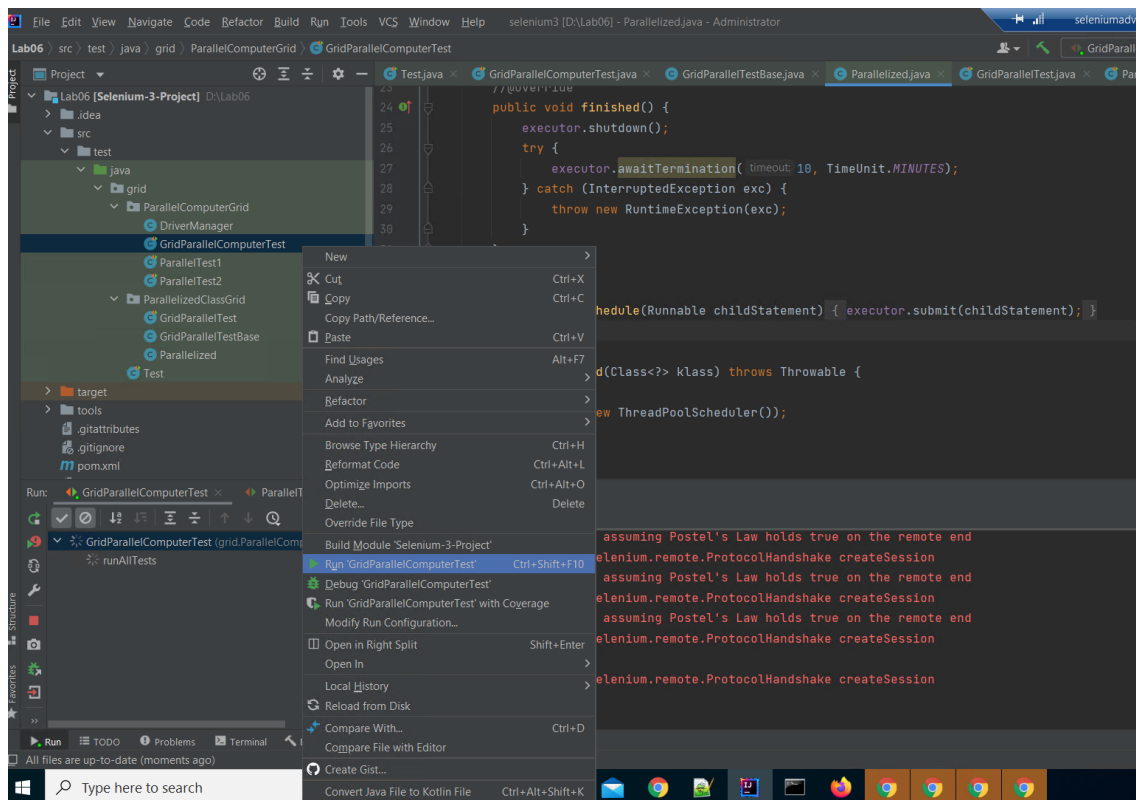 File Edit View Navigate Code Refactor Build Run Tools VCS Window Help selenium3 [D:\Lab06] - Parallelized.java - Administrator
seleniumadv
Lab06 src test java grid ParallelComputerGrid GridParallelComputerTest
GridParall
Project
Test.java GridParallelComputerTest.java GridParallelTestBase.java Parallelized.java GridParallelTest.java Pa
Project
Lab06 [Selenium-3-Project] D:\Lab06
.idea
src
test
java
grid
ParallelComputerGrid
DriverManager
GridParallelComputerTest
ParallelTest1
ParallelTest2
ParallelizedClassGrid
GridParallelTest
GridParallelTestBase
Parallelized
Test
target
tools
.gitattributes
.gitignore
pom.xml
23 //@Override
24 public void finished() {
25 executor.shutdown();
26 try {
27 executor.awaitTermination( timeout: 10, TimeUnit.MINUTES);
28 } catch (InterruptedException exc) {
29 throw new RuntimeException(exc);
30 }
hedule(Runnable childStatement) { executor.submit(childStatement); }
d(Class<?> klass) throws Throwable {
ew ThreadPoolScheduler());
New
Cut Ctrl+X
Copy Ctrl+C
Copy Path/Reference...
Paste Ctrl+V
Find Usages Alt+F7
Analyze
Refactor
Add to Favorites
Browse Type Hierarchy Ctrl+H
Reformat Code Ctrl+Alt+L
Optimize Imports Ctrl+Alt+O
Delete... Delete
Override File Type
Build Module 'Selenium-3-Project'
Run 'GridParallelComputerTest' Ctrl+Shift+F10
Debug 'GridParallelComputerTest'
Run 'GridParallelComputerTest' with Coverage
Modify Run Configuration...
Open in Right Split Shift+Enter
Open In
Local History
Reload from Disk
Compare With... Ctrl+D
Compare File with Editor
Create Gist...
Convert Java File to Kotlin File Ctrl+Alt+Shift+K
Run: GridParallelComputerTest ParallelT
GridParallelComputerTest (grid.ParallelComp
runAllTests
assuming Postel's Law holds true on the remote end
elenium.remote.ProtocolHandshake createSession
assuming Postel's Law holds true on the remote end
elenium.remote.ProtocolHandshake createSession
assuming Postel's Law holds true on the remote end
elenium.remote.ProtocolHandshake createSession
elenium.remote.ProtocolHandshake createSession
Structure
Favorites
Run TODO Problems Terminal
All files are up-to-date (moments ago)
Type here to search